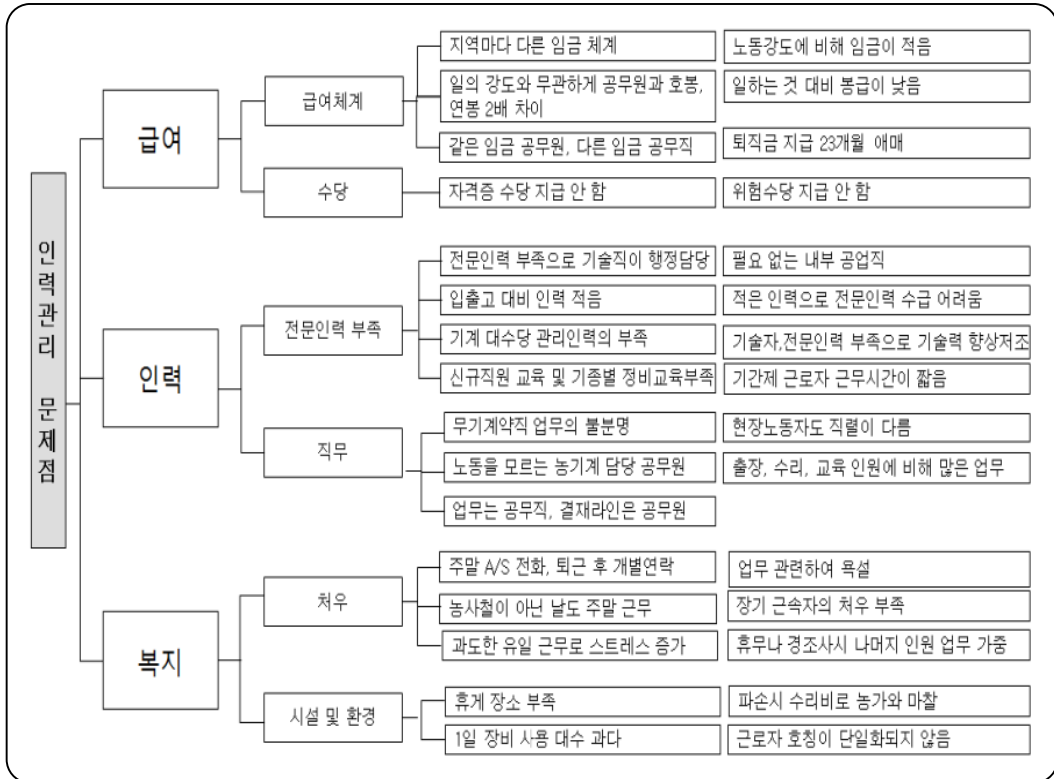 인력관리 문제점
급여
급여체계
지역마다 다른 임금 체계
노동강도에 비해 임금이 적음
일의 강도와 무관하게 공무원과 호봉,
연봉 2배 차이
일하는 것 대비 봉급이 낮음
같은 임금 공무원, 다른 임금 공무직
퇴직금 지급 23개월 애매
수당
자격증 수당 지급 안 함
위험수당 지급 안 함
인력
전문인력 부족
전문인력 부족으로 기술직이 행정담당
필요 없는 내부 공업직
입출고 대비 인력 적음
적은 인력으로 전문인력 수급 어려움
기계 대수당 관리인력의 부족
기술자,전문인력 부족으로 기술력 향상저조
신규직원 교육 및 기종별 정비교육부족
기간제 근로자 근무시간이 짧음
직무
무기계약직 업무의 불분명
현장노동자도 직렬이 다름
노동을 모르는 농기계 담당 공무원
출장, 수리, 교육 인원에 비해 많은 업무
업무는 공무직, 결재라인은 공무원
복지
처우
주말 A/S 전화, 퇴근 후 개별연락
업무 관련하여 욕설
농사철이 아닌 날도 주말 근무
장기 근속자의 처우 부족
과도한 유일 근무로 스트레스 증가
휴무나 경조사시 나머지 인원 업무 가중
시설 및 환경
휴게 장소 부족
파손시 수리비로 농가와 마찰
1일 장비 사용 대수 과다
근로자 호칭이 단일화되지 않음